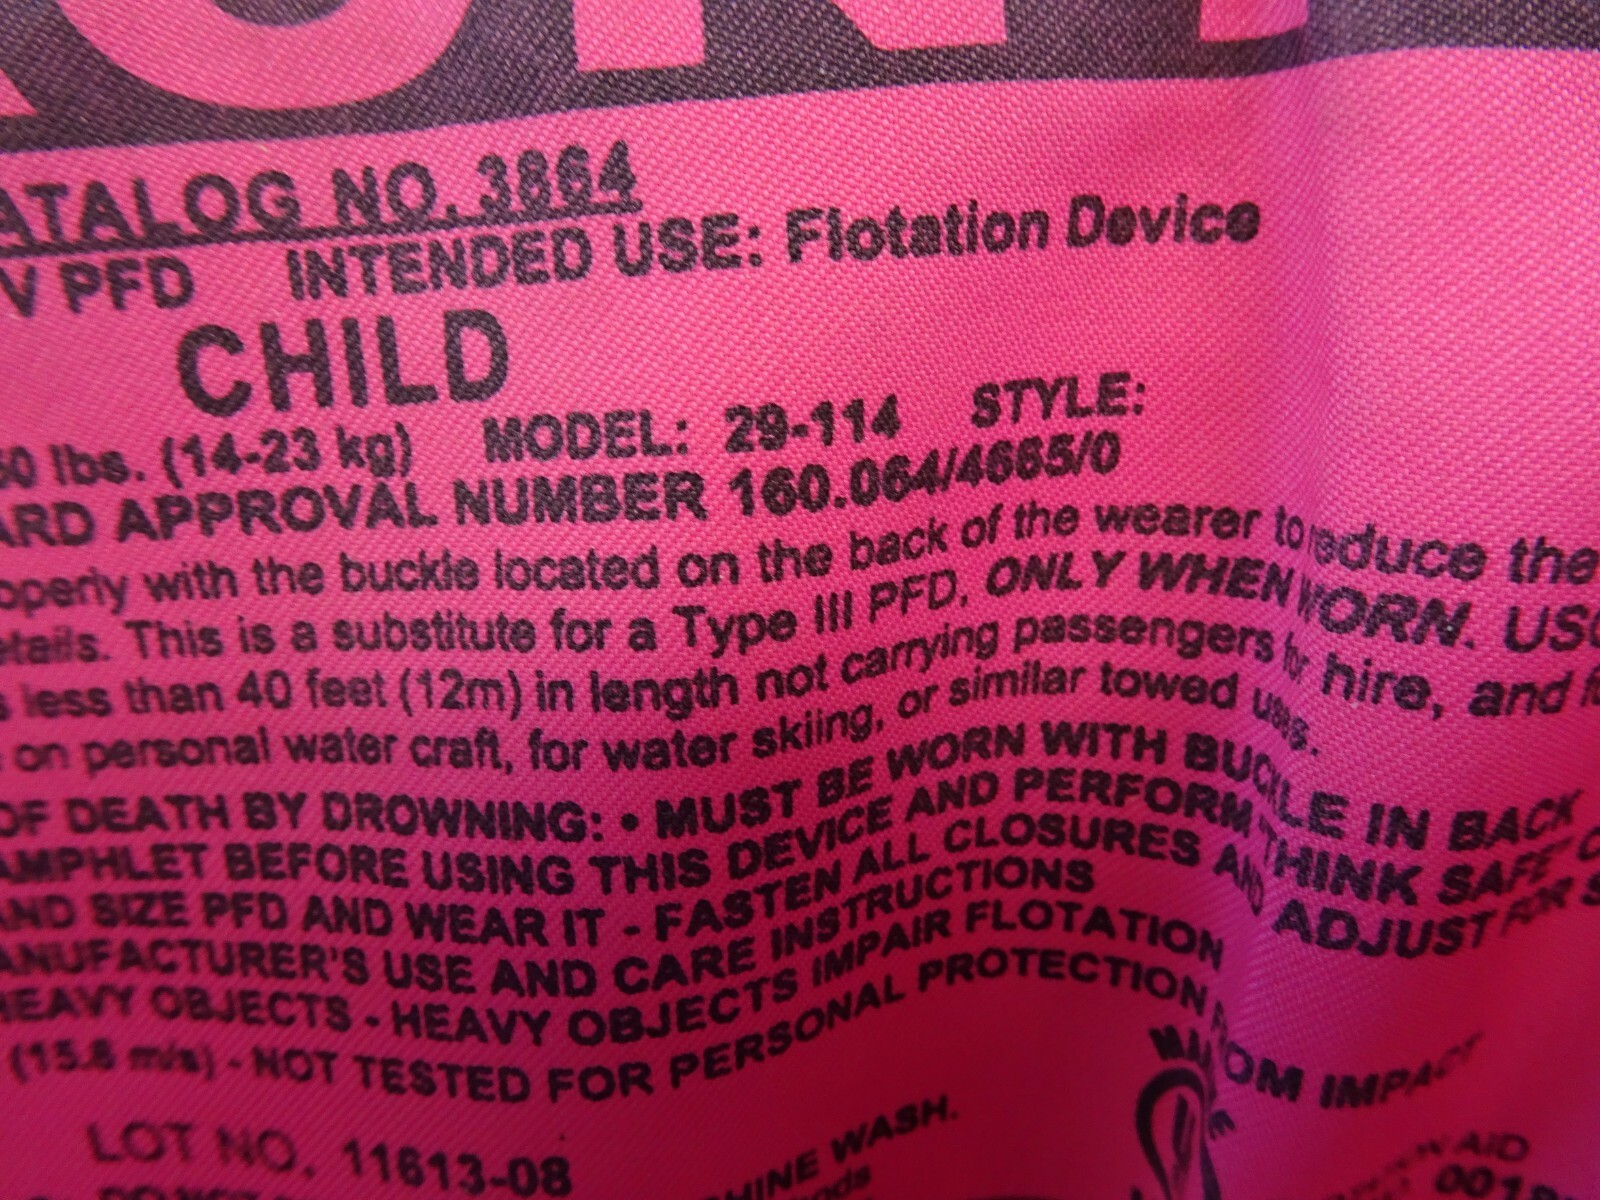 ATALOG NO. 3864
V PFD INTENDED USE: Flotation Device
CHILD
50 lbs. (14-23 kg) MODEL: 29-114 STYLE:
ARD APPROVAL NUMBER 160.064/4665/0
operly with the buckle located on the back of the wearer to reduce the
etails. This is a substitute for a Type III PFD, ONLY WHEN WORN. USC
s less than 40 feet (12m) in length not carrying passengers for hire, and f
on personal water craft, for water skiing, or similar towed uses.
OF DEATH BY DROWNING: • MUST BE WORN WITH BUCKLE IN BACK
AMPHLET BEFORE USING THIS DEVICE AND PERFORM THINK SAFE C
AND SIZE PFD AND WEAR IT - FASTEN ALL CLOSURES AND ADJUST FOR S
ANUFACTURER'S USE AND CARE INSTRUCTIONS
HEAVY OBJECTS - HEAVY OBJECTS IMPAIR FLOTATION
(15.6 m/s) - NOT TESTED FOR PERSONAL PROTECTION FROM IMPACT
LOT NO. 11613-08
HINE WASH.